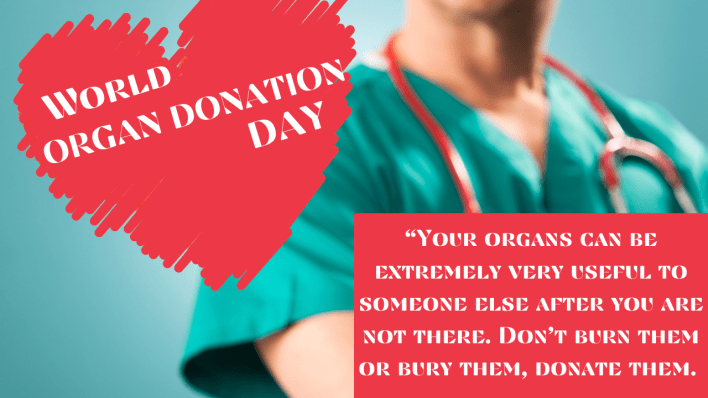 World
organ donation
day
“Your organs can be
extremely very useful to
someone else after you are
not there. Don’t burn them
or bury them, donate them.